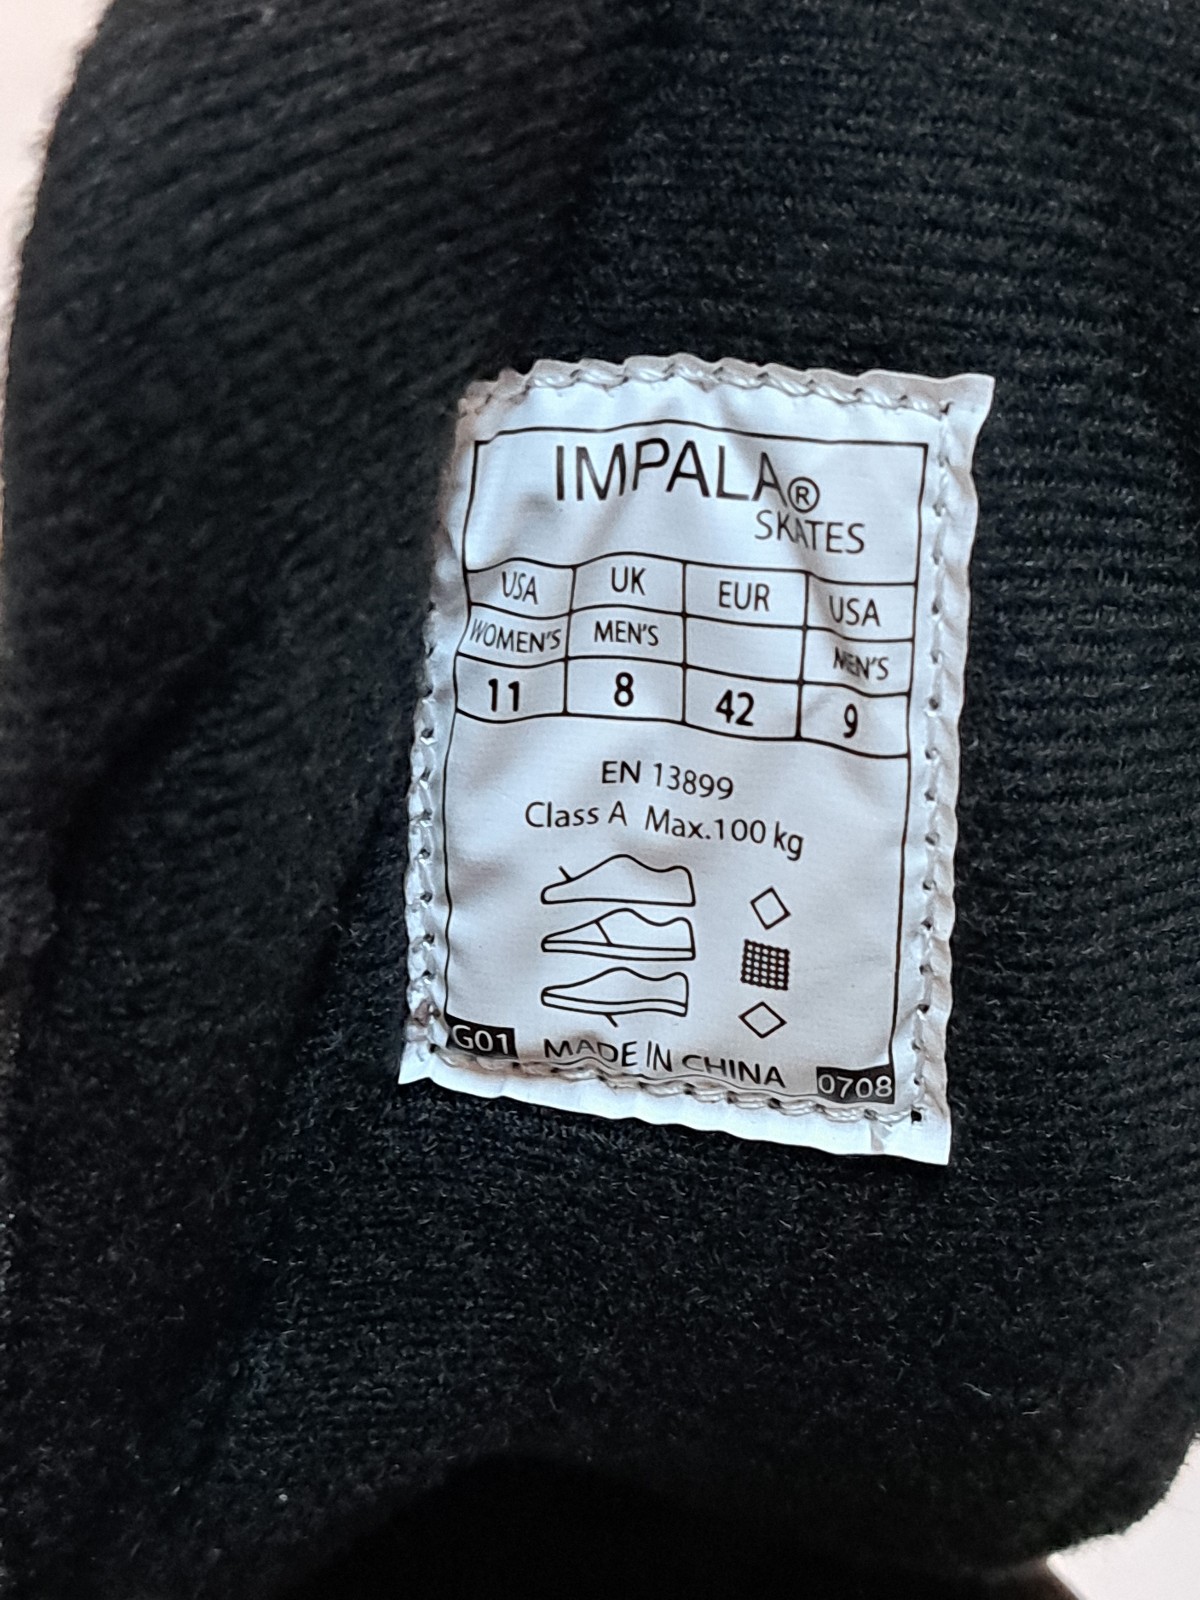 IMPALA®
SKATES
USA UK EUR USA
WOMEN'S MEN'S MEN'S
11 8 42 9
EN 13899
Class A Max.100 kg
G01 MADE IN CHINA 0708